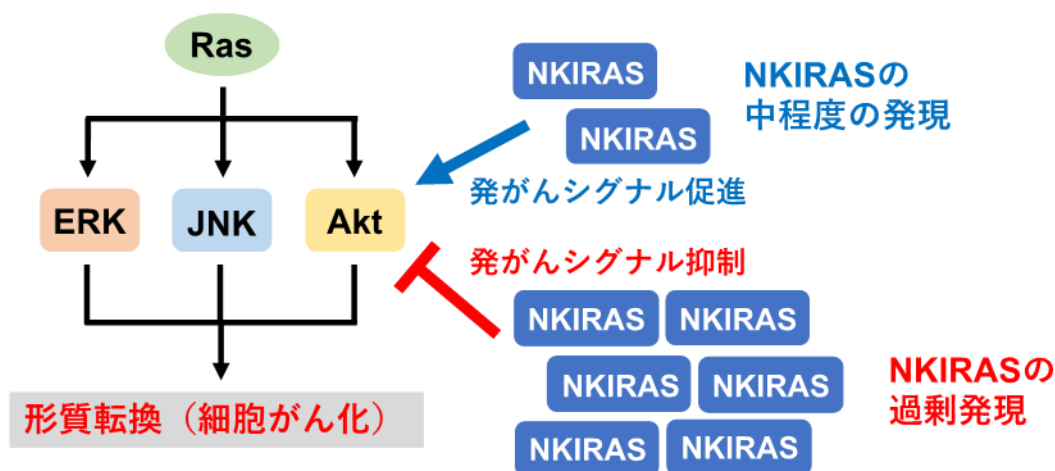 Ras
ERK
JNK
Akt
形質転換（細胞がん化）
NKIRAS
NKIRAS
NKIRASの
中程度の発現
発がんシグナル促進
発がんシグナル抑制
NKIRAS
NKIRAS
NKIRAS
NKIRAS
NKIRAS
NKIRAS
NKIRASの
過剰発現